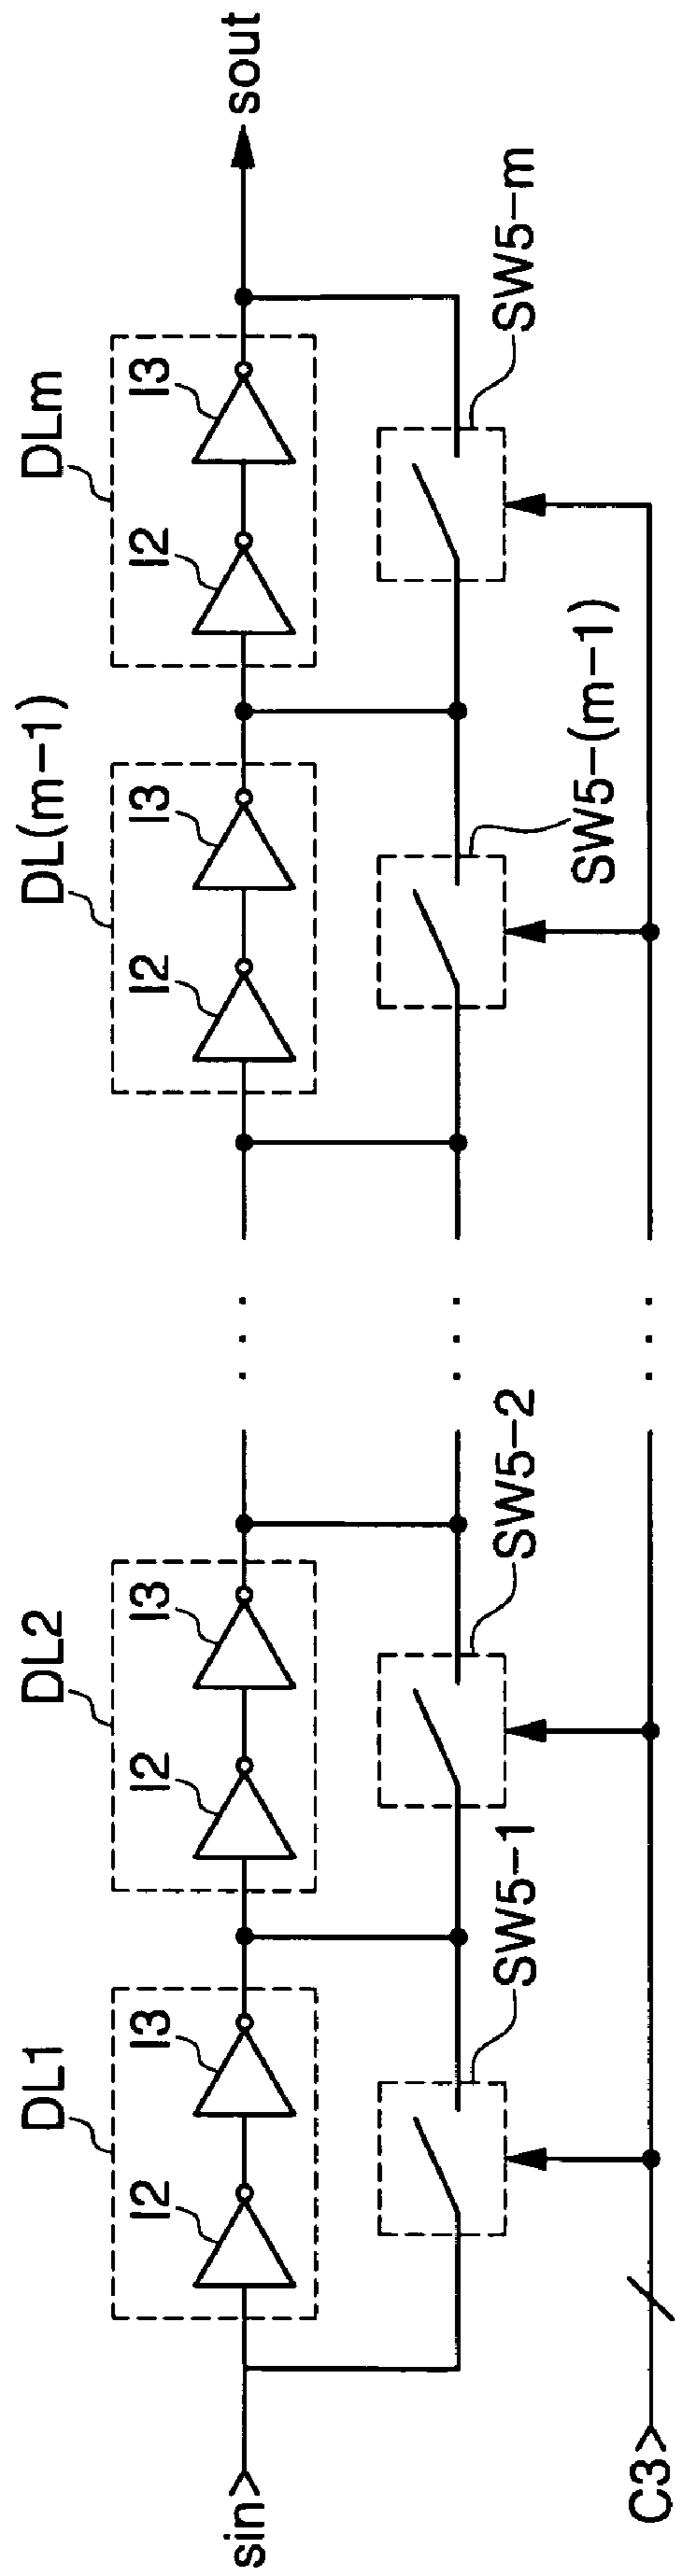 DL1
DL2
DL(m-1)
DLm
I2
I3
I2
I3
I2
I3
I2
I3
sin
sout
SW5-1
SW5-2
SW5-(m-1)
SW5-m
C3